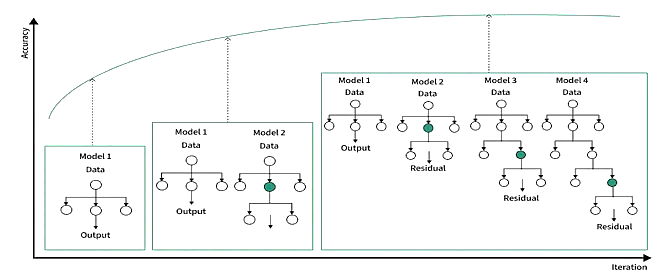 Accuracy
Model 1
Data
Output
Model 1
Data
Output
Model 2
Data
Model 1
Data
Output
Model 2
Data
Residual
Model 3
Data
Residual
Model 4
Data
Residual
Iteration